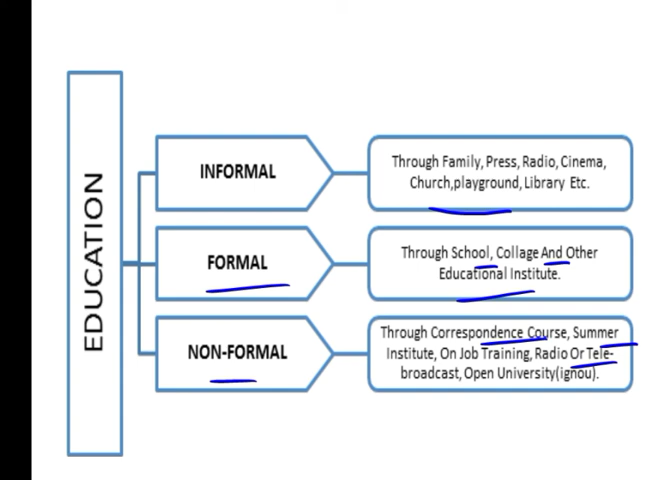 EDUCATION
INFORMAL
Through Family, Press, Radio, Cinema,
Church,playground, Library Etc.
FORMAL
Through School, Collage And Other
Educational Institute.
NON-FORMAL
Through Correspondence Course, Summer
Institute, On Job Training, Radio Or Tele-
broadcast, Open University(ignou).